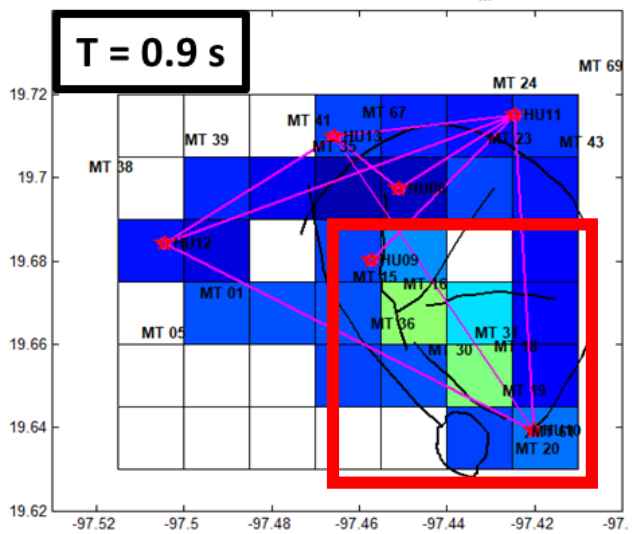 T = 0.9 s
MT 69
MT 24
19.72
MT 67
MT 41
HU11
HU13
MT 23
MT 43
MT 39
MT 35
19.7
MT 38
HU08
HU12
HU09
19.68
MT 15
MT 16
MT 01
MT 36
MT 05
MT 31
19.66
MT 30
MT 18
MT 19
19.64
HU10
MT 20
19.62
-97.52
-97.5
-97.48
-97.46
-97.44
-97.42
-97.